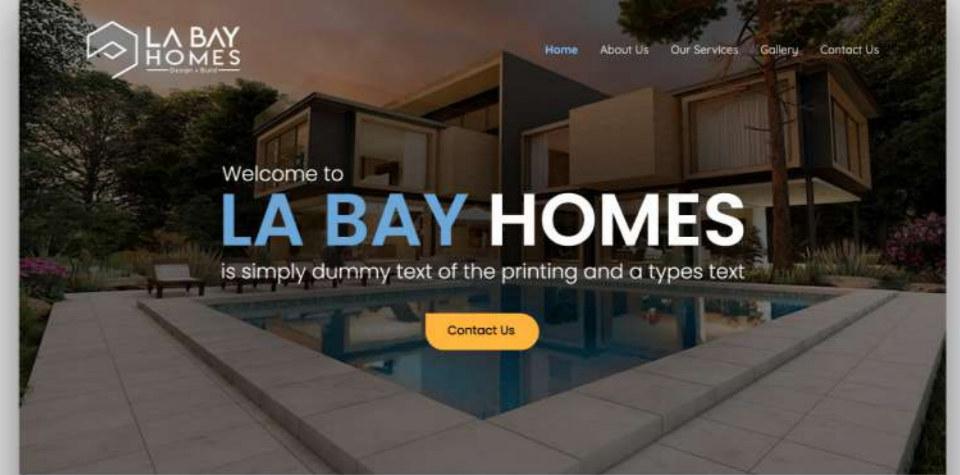 LA BAY
HOMES
Design + Build
Home About Us Our Services Gallery Contact Us
Welcome to
LA BAY HOMES
is simply dummy text of the printing and a types text
Contact Us